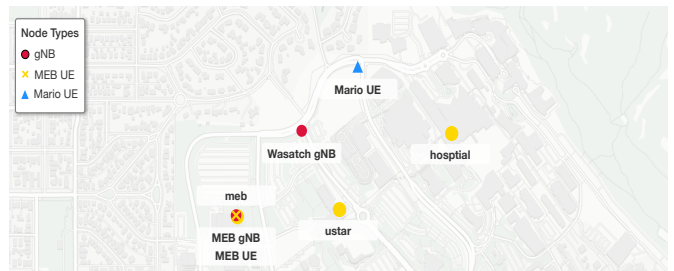 Node Types
gNB
MEB UE
Mario UE
Mario UE
Wasatch gNB
hosptial
meb
MEB gNB
MEB UE
ustar